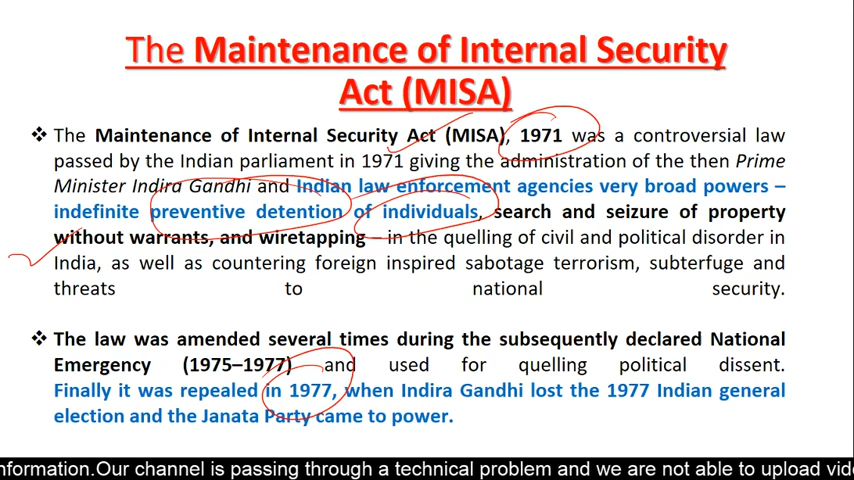 The Maintenance of Internal Security
Act (MISA)
❖ The Maintenance of Internal Security Act (MISA), 1971 was a controversial law
passed by the Indian parliament in 1971 giving the administration of the then Prime
Minister Indira Gandhi and Indian law enforcement agencies very broad powers –
indefinite preventive detention of individuals, search and seizure of property
without warrants, and wiretapping – in the quelling of civil and political disorder in
India, as well as countering foreign inspired sabotage terrorism, subterfuge and
threats to national security.
❖ The law was amended several times during the subsequently declared National
Emergency (1975–1977) and used for quelling political dissent.
Finally it was repealed in 1977, when Indira Gandhi lost the 1977 Indian general
election and the Janata Party came to power.
nformation.Our channel is passing through a technical problem and we are not able to upload vide